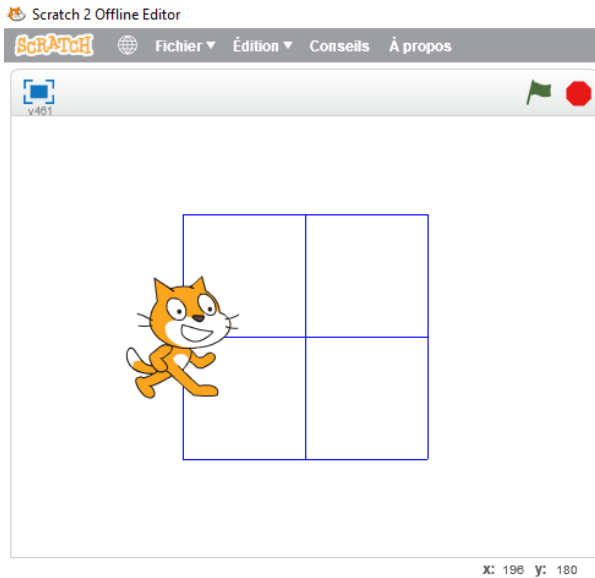 Scratch 2 Offline Editor
SCRATCH Fichier Édition Conseils À propos
v461
x: 196 y: 180